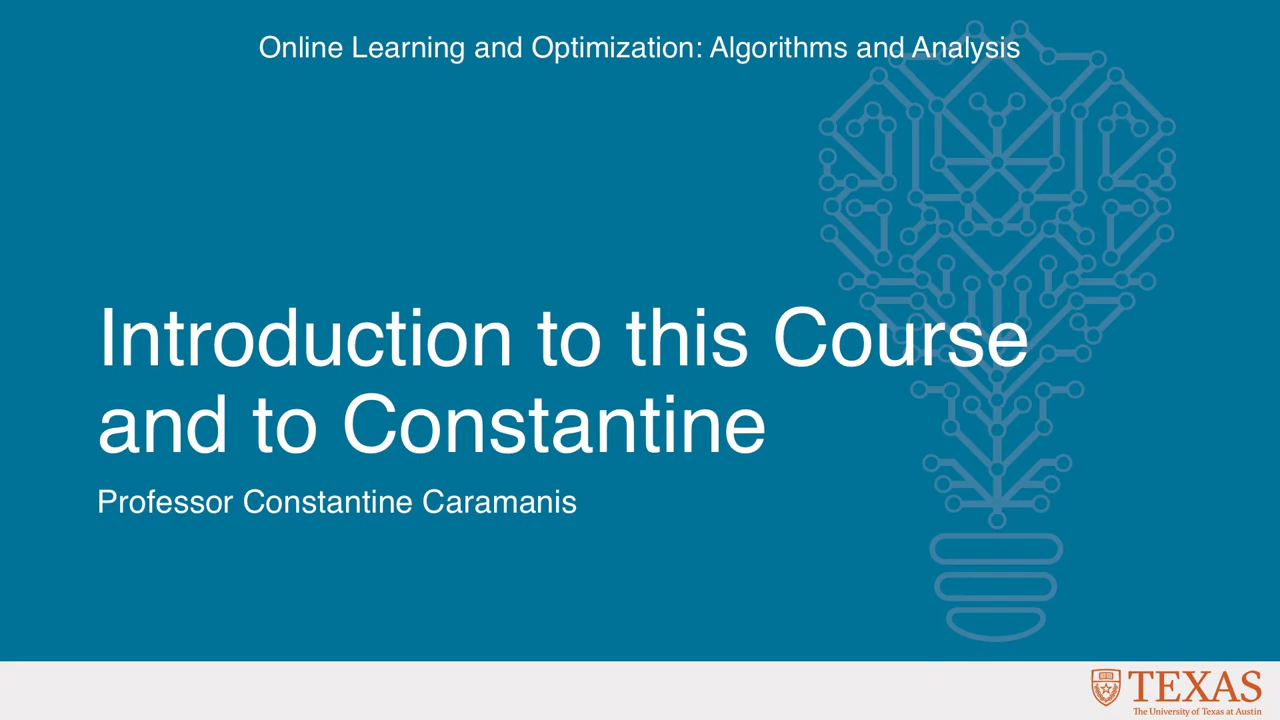 Online Learning and Optimization: Algorithms and Analysis
Introduction to this Course
and to Constantine
Professor Constantine Caramanis
TEXAS
The University of Texas at Austin